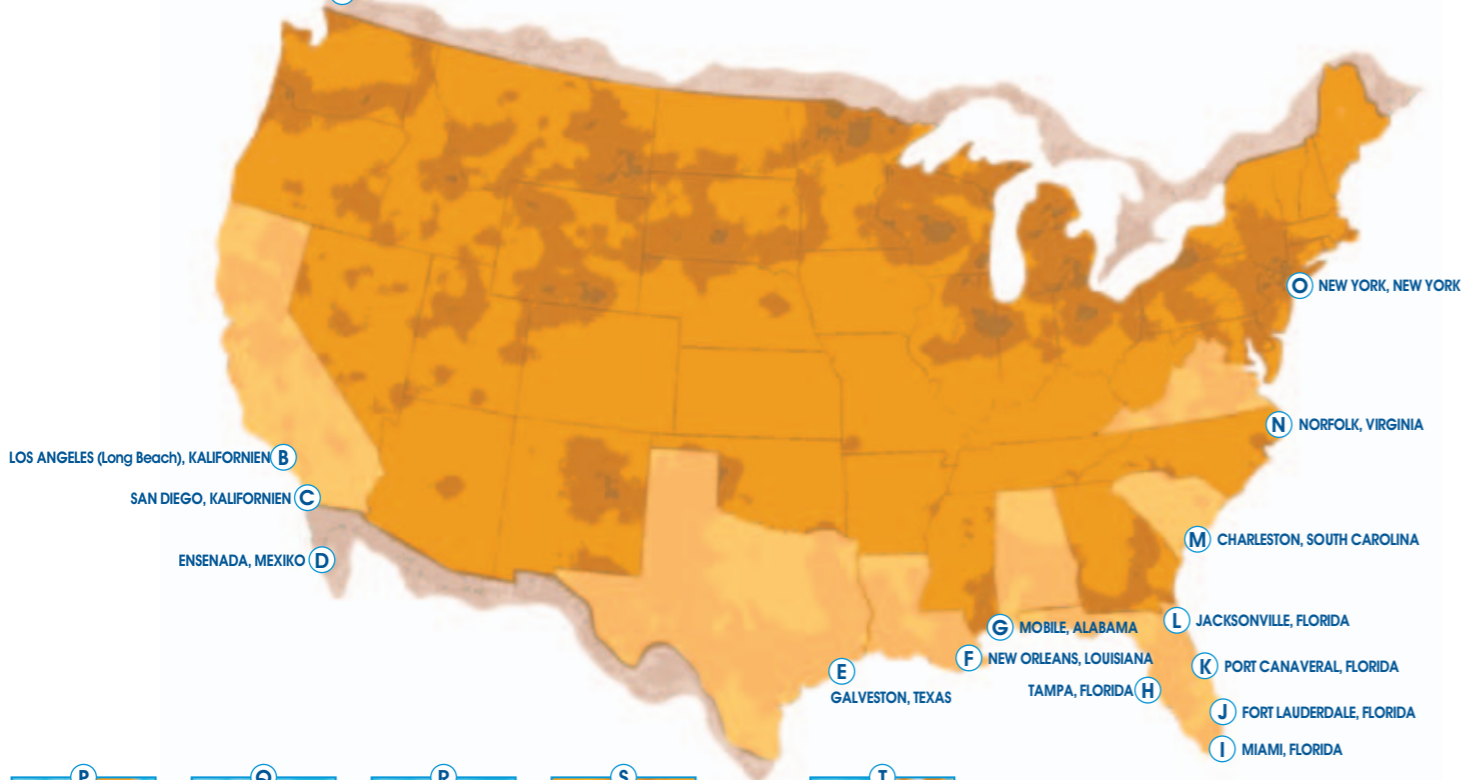 O NEW YORK, NEW YORK
N NORFOLK, VIRGINIA
LOS ANGELES (Long Beach), KALIFORNIEN B
SAN DIEGO, KALIFORNIEN C
M CHARLESTON, SOUTH CAROLINA
ENSENADA, MEXIKO D
L JACKSONVILLE, FLORIDA
G MOBILE, ALABAMA
F NEW ORLEANS, LOUISIANA
K PORT CANAVERAL, FLORIDA
E
GALVESTON, TEXAS
TAMPA, FLORIDA H
J FORT LAUDERDALE, FLORIDA
I MIAMI, FLORIDA
P Q R S T